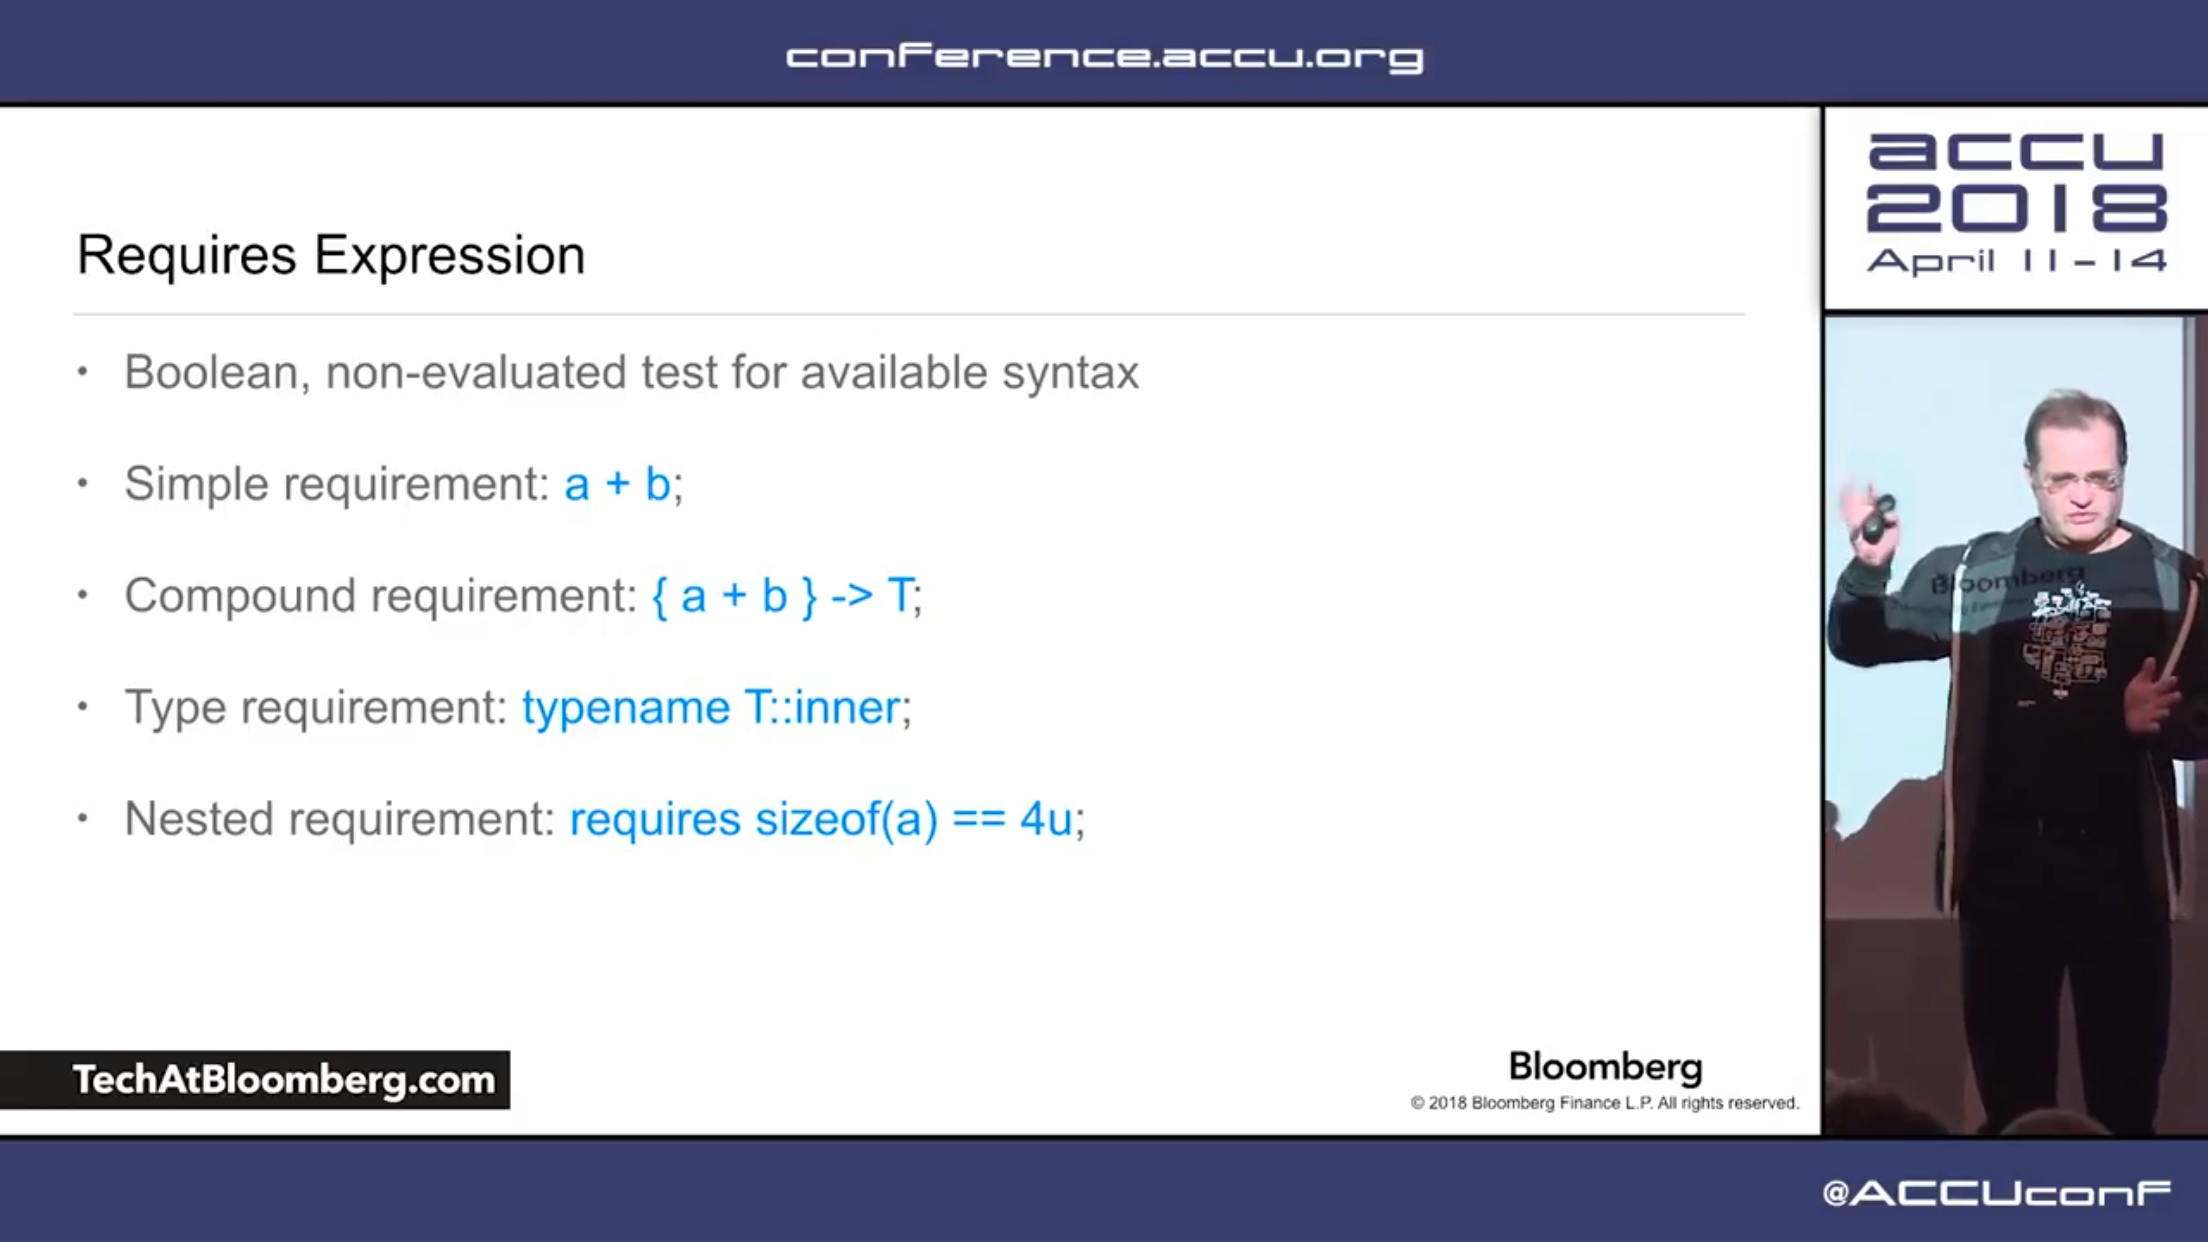 conference.accu.org
accu
2018
April 11-14
Requires Expression
• Boolean, non-evaluated test for available syntax
• Simple requirement: a + b;
• Compound requirement: { a + b } -> T;
• Type requirement: typename T::inner;
• Nested requirement: requires sizeof(a) == 4u;
Bloomberg
TechAtBloomberg.com
Bloomberg
© 2018 Bloomberg Finance L.P. All rights reserved.
@ACCUconf